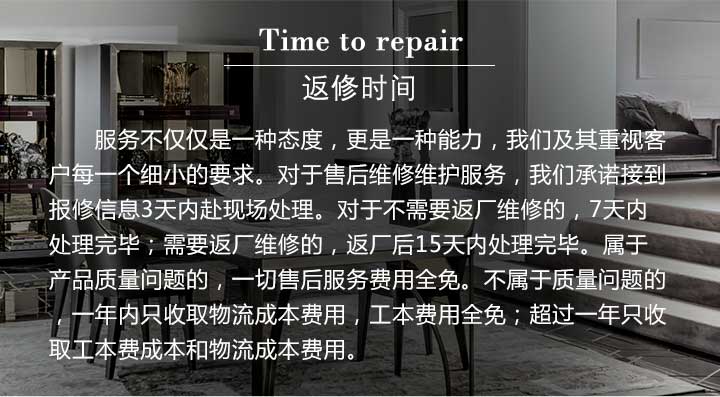 Time to repair
返修时间
服务不仅仅是一种态度，更是一种能力，我们及其重视客
户每一个细小的要求。对于售后维修维护服务，我们承诺接到
报修信息3天内赴现场处理。对于不需要返厂维修的，7天内
处理完毕；需要返厂维修的，返厂后15天内处理完毕。属于
产品质量问题的，一切售后服务费用全免。不属于质量问题的
，一年内只收取物流成本费用，工本费用全免；超过一年只收
取工本费成本和物流成本费用。